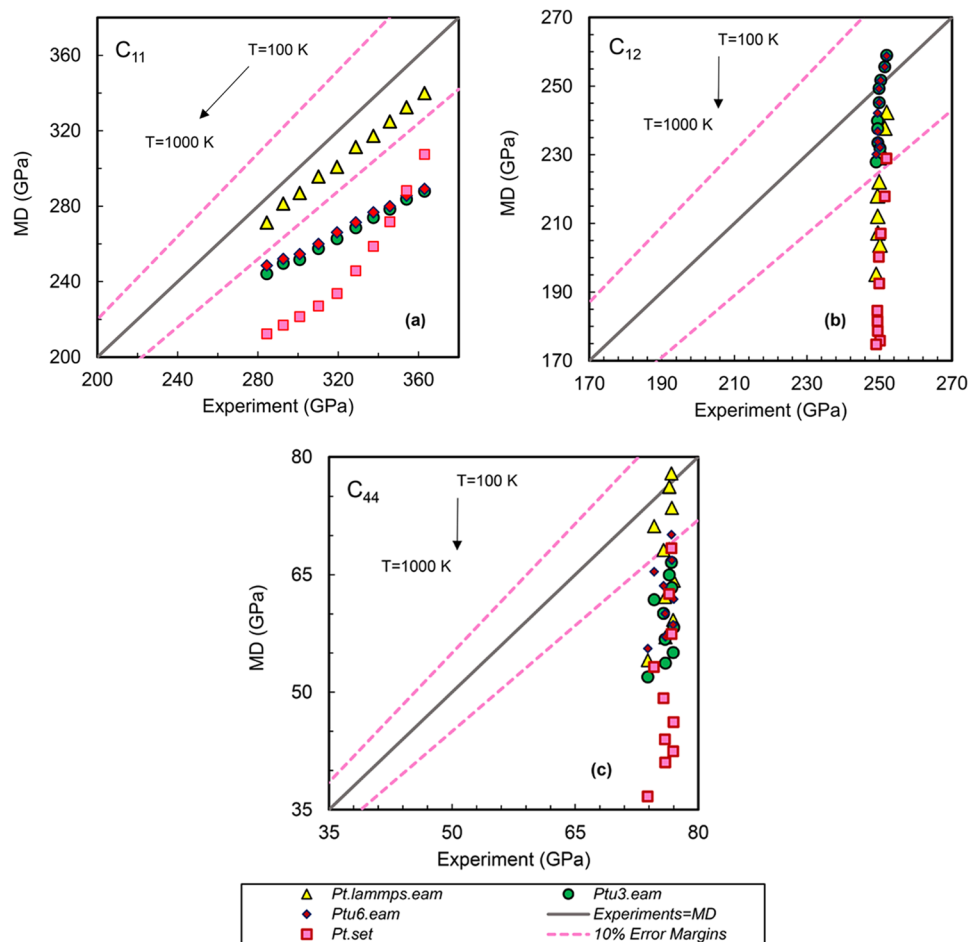 C11
T=100 K
T=1000 K
(a)
MD (GPa)
380
360
320
280
240
200
200
240
280
320
360
Experiment (GPa)
C12
T=100 K
T=1000 K
(b)
MD (GPa)
270
250
230
210
190
170
170
190
210
230
250
270
Experiment (GPa)
C44
T=100 K
T=1000 K
(c)
MD (GPa)
80
65
50
35
35
50
65
80
Experiment (GPa)
Pt.lammps.eam
Ptu3.eam
Ptu6.eam
Experiments=MD
Pt.set
10% Error Margins